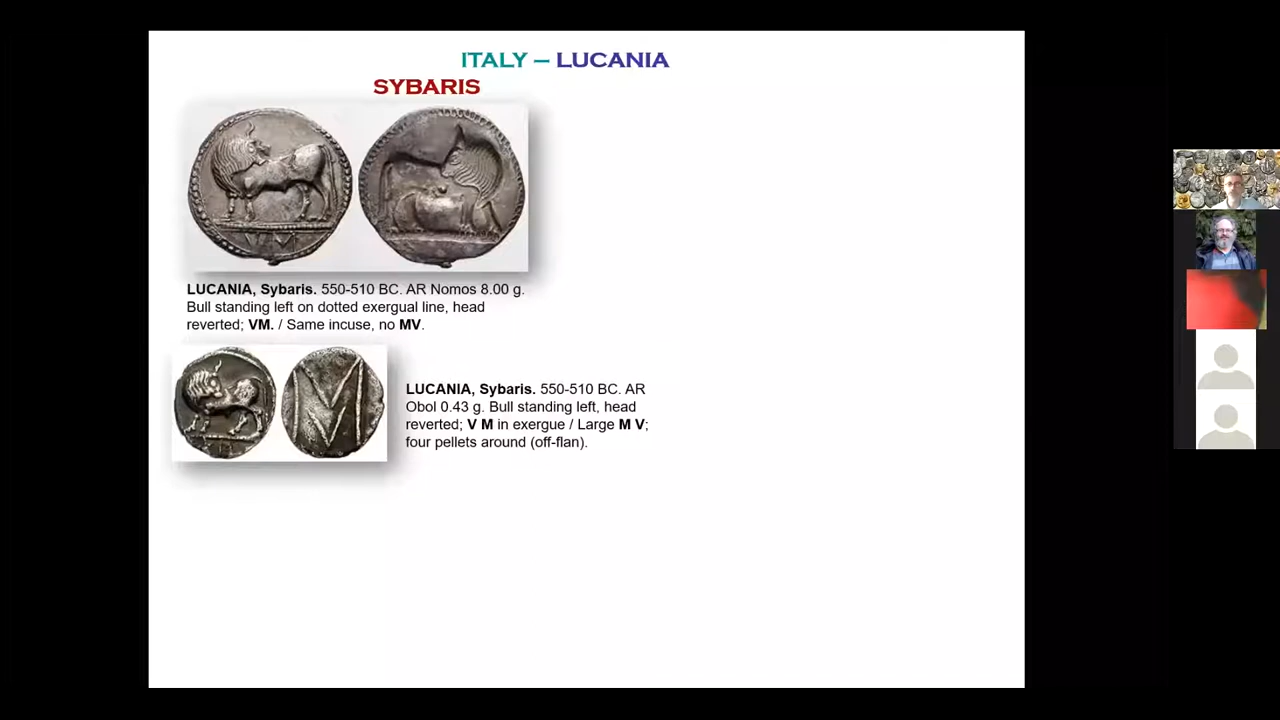 ITALY – LUCANIA
SYBARIS
VM
LUCANIA, Sybaris. 550-510 BC. AR Nomos 8.00 g.
Bull standing left on dotted exergual line, head
reverted; VM. / Same incuse, no MV.
LUCANIA, Sybaris. 550-510 BC. AR
Obol 0.43 g. Bull standing left, head
reverted; V M in exergue / Large M V;
four pellets around (off-flan).